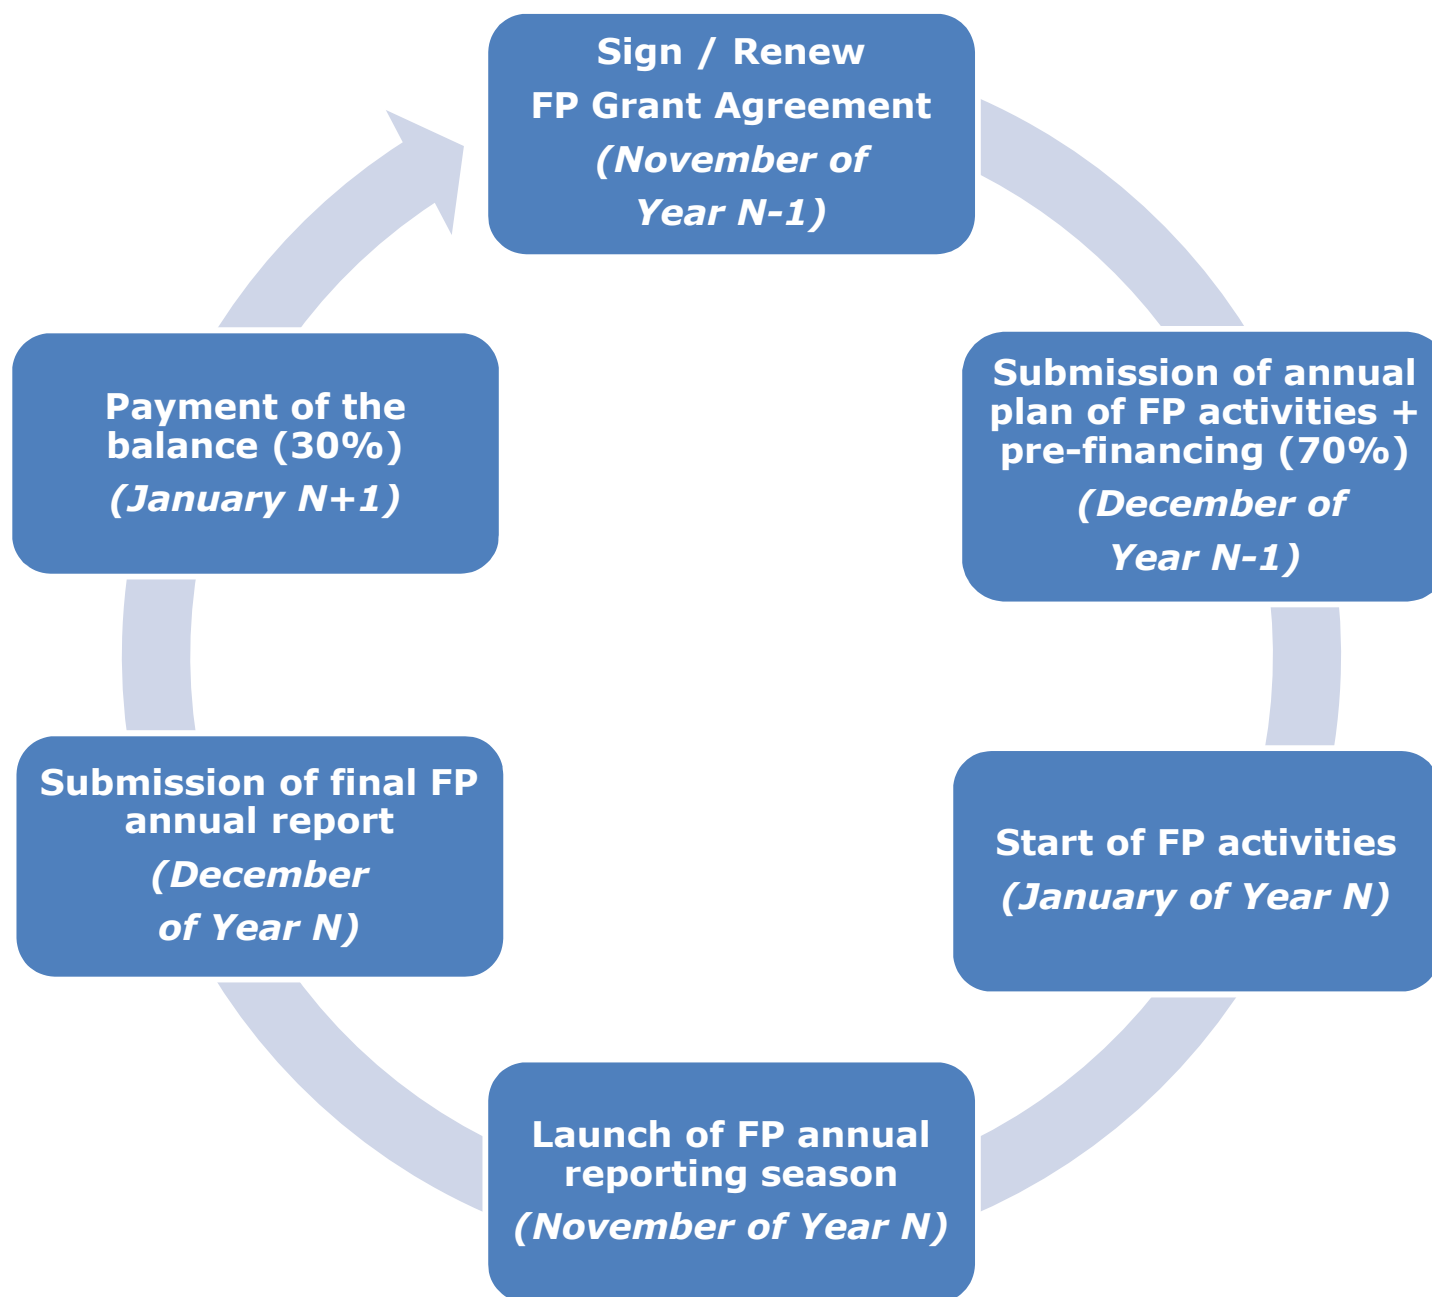 Sign / Renew
FP Grant Agreement
(November of
Year N-1)
Submission of annual
plan of FP activities +
pre-financing (70%)
(December of
Year N-1)
Start of FP activities
(January of Year N)
Launch of FP annual
reporting season
(November of Year N)
Submission of final FP
annual report
(December
of Year N)
Payment of the
balance (30%)
(January N+1)